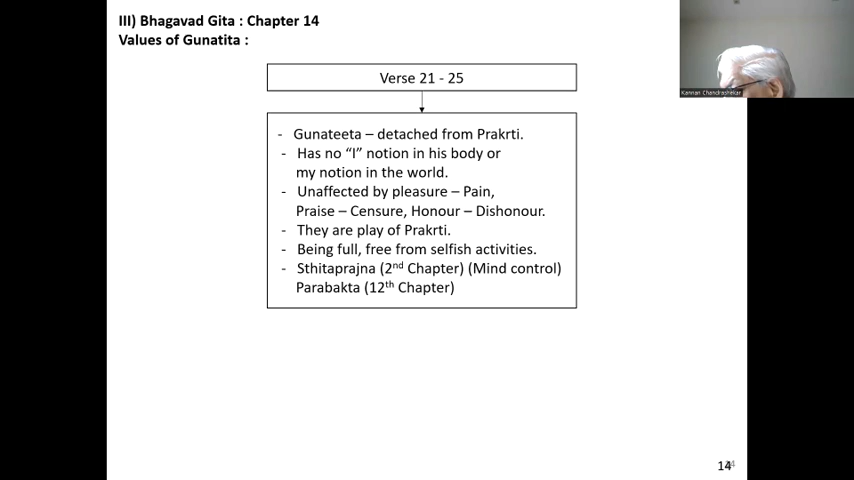 III) Bhagavad Gita : Chapter 14
Values of Gunatita :
Verse 21 - 25
- Gunateeta – detached from Prakrti.
- Has no “I” notion in his body or
my notion in the world.
- Unaffected by pleasure – Pain,
Praise – Censure, Honour – Dishonour.
- They are play of Prakrti.
- Being full, free from selfish activities.
- Sthitaprajna (2nd Chapter) (Mind control)
Parabakta (12th Chapter)
Kannan Chandrashekar
14